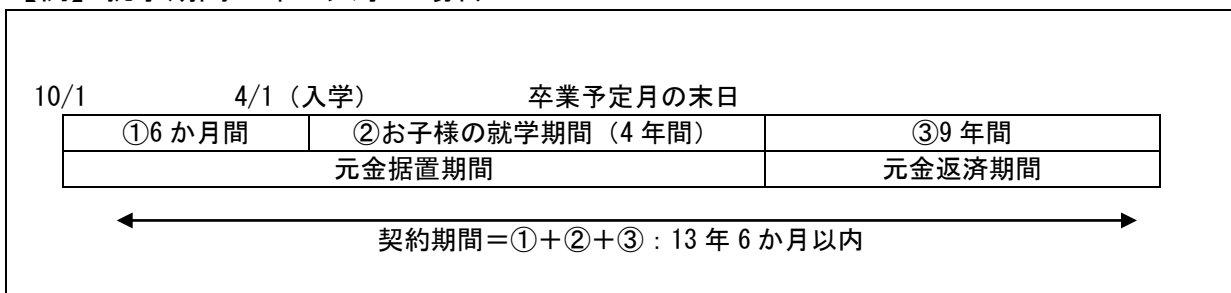 10/1 4/1（入学） 卒業予定月の末日
①6か月間 ②お子様の就学期間（4年間） ③9年間
元金据置期間 元金返済期間
契約期間＝①＋②＋③：13年6か月以内